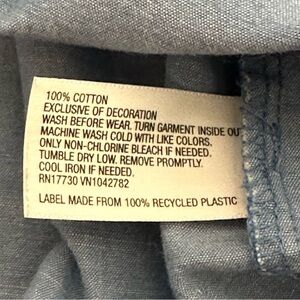 100% COTTON
EXCLUSIVE OF DECORATION
WASH BEFORE WEAR. TURN GARMENT INSIDE OUT
MACHINE WASH COLD WITH LIKE COLORS.
ONLY NON-CHLORINE BLEACH IF NEEDED.
TUMBLE DRY LOW. REMOVE PROMPTLY.
COOL IRON IF NEEDED.
RN17730 VN1042782
LABEL MADE FROM 100% RECYCLED PLASTIC